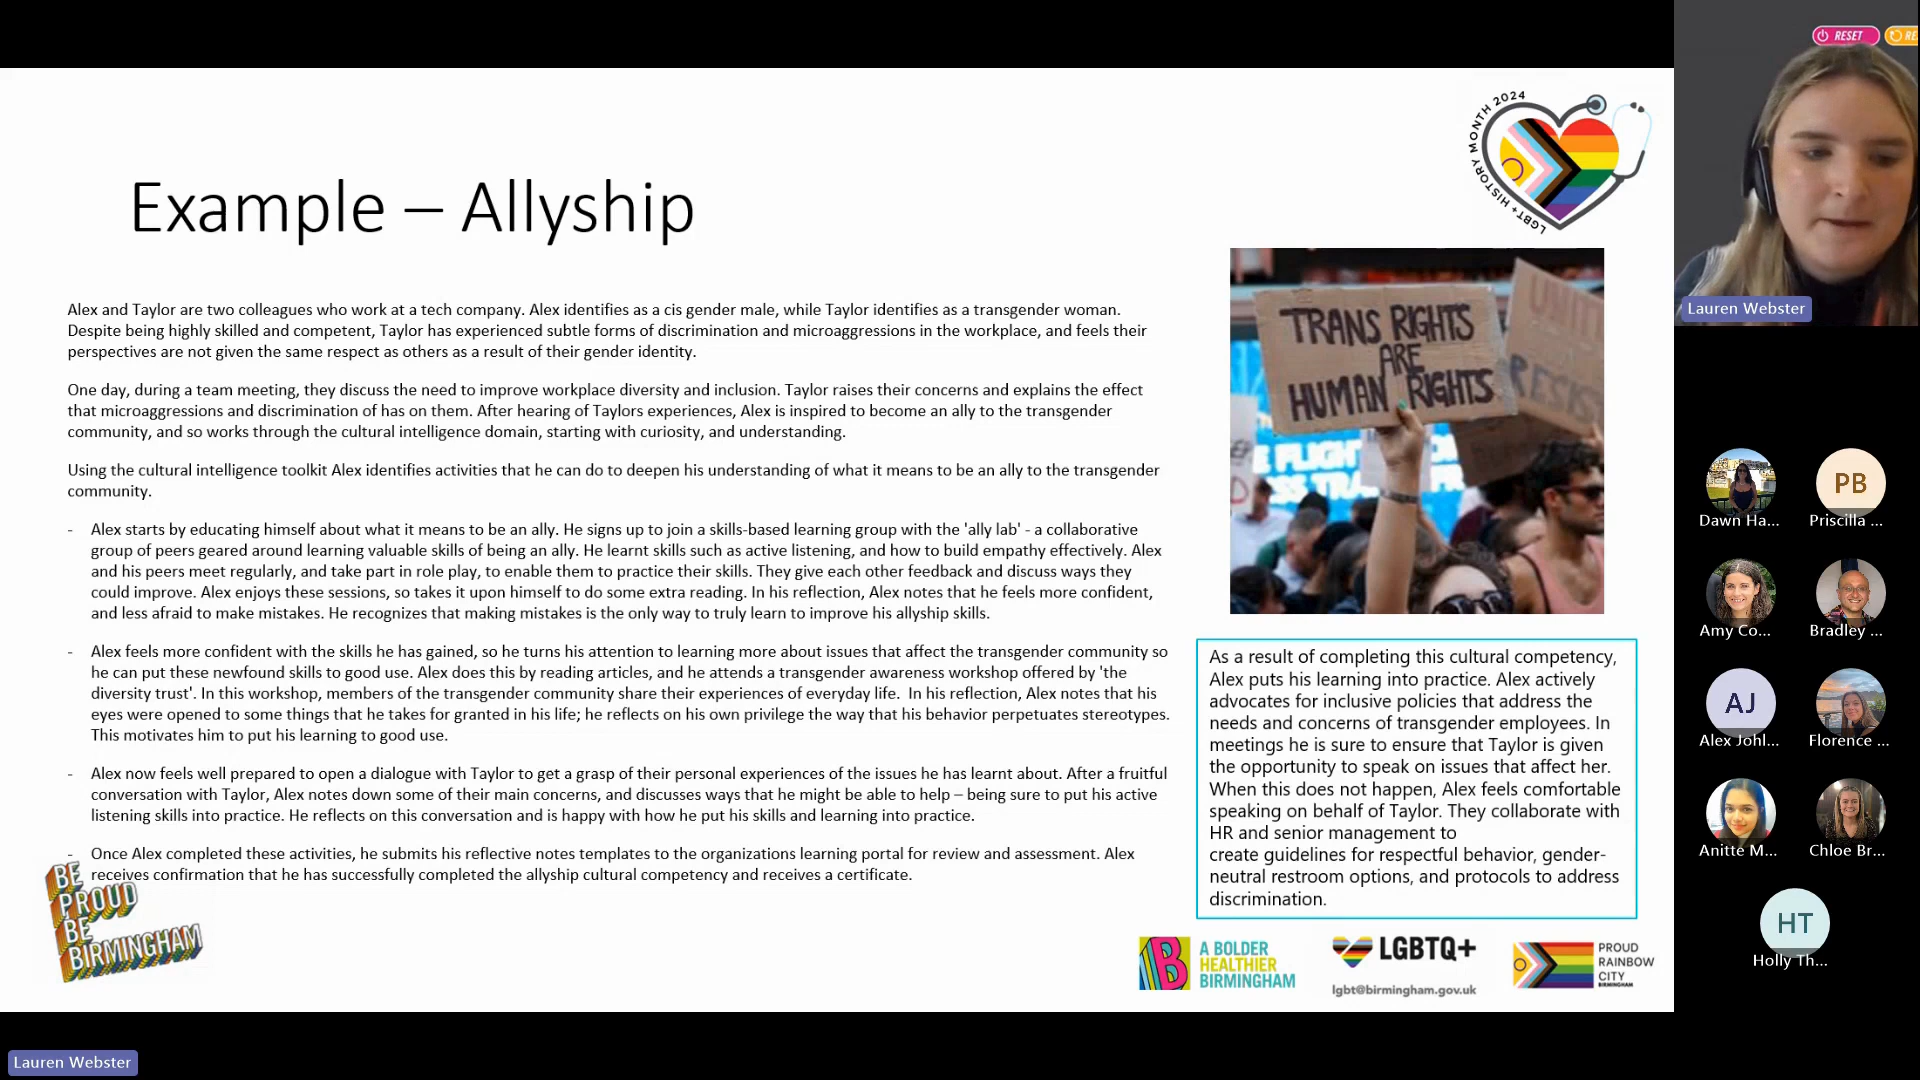 RESET
RE
LGBT+ HISTORY MONTH 2024
Example – Allyship
Lauren Webster
Alex and Taylor are two colleagues who work at a tech company. Alex identifies as a cis gender male, while Taylor identifies as a transgender woman.
Despite being highly skilled and competent, Taylor has experienced subtle forms of discrimination and microaggressions in the workplace, and feels their
perspectives are not given the same respect as others as a result of their gender identity.
One day, during a team meeting, they discuss the need to improve workplace diversity and inclusion. Taylor raises their concerns and explains the effect
that microaggressions and discrimination of has on them. After hearing of Taylors experiences, Alex is inspired to become an ally to the transgender
community, and so works through the cultural intelligence domain, starting with curiosity, and understanding.
Using the cultural intelligence toolkit Alex identifies activities that he can do to deepen his understanding of what it means to be an ally to the transgender
community.
- Alex starts by educating himself about what it means to be an ally. He signs up to join a skills-based learning group with the 'ally lab' - a collaborative
group of peers geared around learning valuable skills of being an ally. He learnt skills such as active listening, and how to build empathy effectively. Alex
and his peers meet regularly, and take part in role play, to enable them to practice their skills. They give each other feedback and discuss ways they
could improve. Alex enjoys these sessions, so takes it upon himself to do some extra reading. In his reflection, Alex notes that he feels more confident,
and less afraid to make mistakes. He recognizes that making mistakes is the only way to truly learn to improve his allyship skills.
- Alex feels more confident with the skills he has gained, so he turns his attention to learning more about issues that affect the transgender community so
he can put these newfound skills to good use. Alex does this by reading articles, and he attends a transgender awareness workshop offered by 'the
diversity trust'. In this workshop, members of the transgender community share their experiences of everyday life.  In his reflection, Alex notes that his
eyes were opened to some things that he takes for granted in his life; he reflects on his own privilege the way that his behavior perpetuates stereotypes.
This motivates him to put his learning to good use.
- Alex now feels well prepared to open a dialogue with Taylor to get a grasp of their personal experiences of the issues he has learnt about. After a fruitful
conversation with Taylor, Alex notes down some of their main concerns, and discusses ways that he might be able to help – being sure to put his active
listening skills into practice. He reflects on this conversation and is happy with how he put his skills and learning into practice.
- Once Alex completed these activities, he submits his reflective notes templates to the organizations learning portal for review and assessment. Alex
receives confirmation that he has successfully completed the allyship cultural competency and receives a certificate.
TRANS RIGHTS
ARE
HUMAN RIGHTS
RESIST
As a result of completing this cultural competency,
Alex puts his learning into practice. Alex actively
advocates for inclusive policies that address the
needs and concerns of transgender employees. In
meetings he is sure to ensure that Taylor is given
the opportunity to speak on issues that affect her.
When this does not happen, Alex feels comfortable
speaking on behalf of Taylor. They collaborate with
HR and senior management to
create guidelines for respectful behavior, gender-
neutral restroom options, and protocols to address
discrimination.
BE
PROUD
BE
BIRMINGHAM
B
A BOLDER
HEALTHIER
BIRMINGHAM
LGBTQ+
lgbt@birmingham.gov.uk
PROUD
RAINBOW
CITY
BIRMINGHAM
Dawn Ha...
PB
Priscilla ...
Amy Co...
Bradley ...
AJ
Alex Johl...
Florence ...
Anitte M...
Chloe Br...
HT
Holly Th...
Lauren Webster